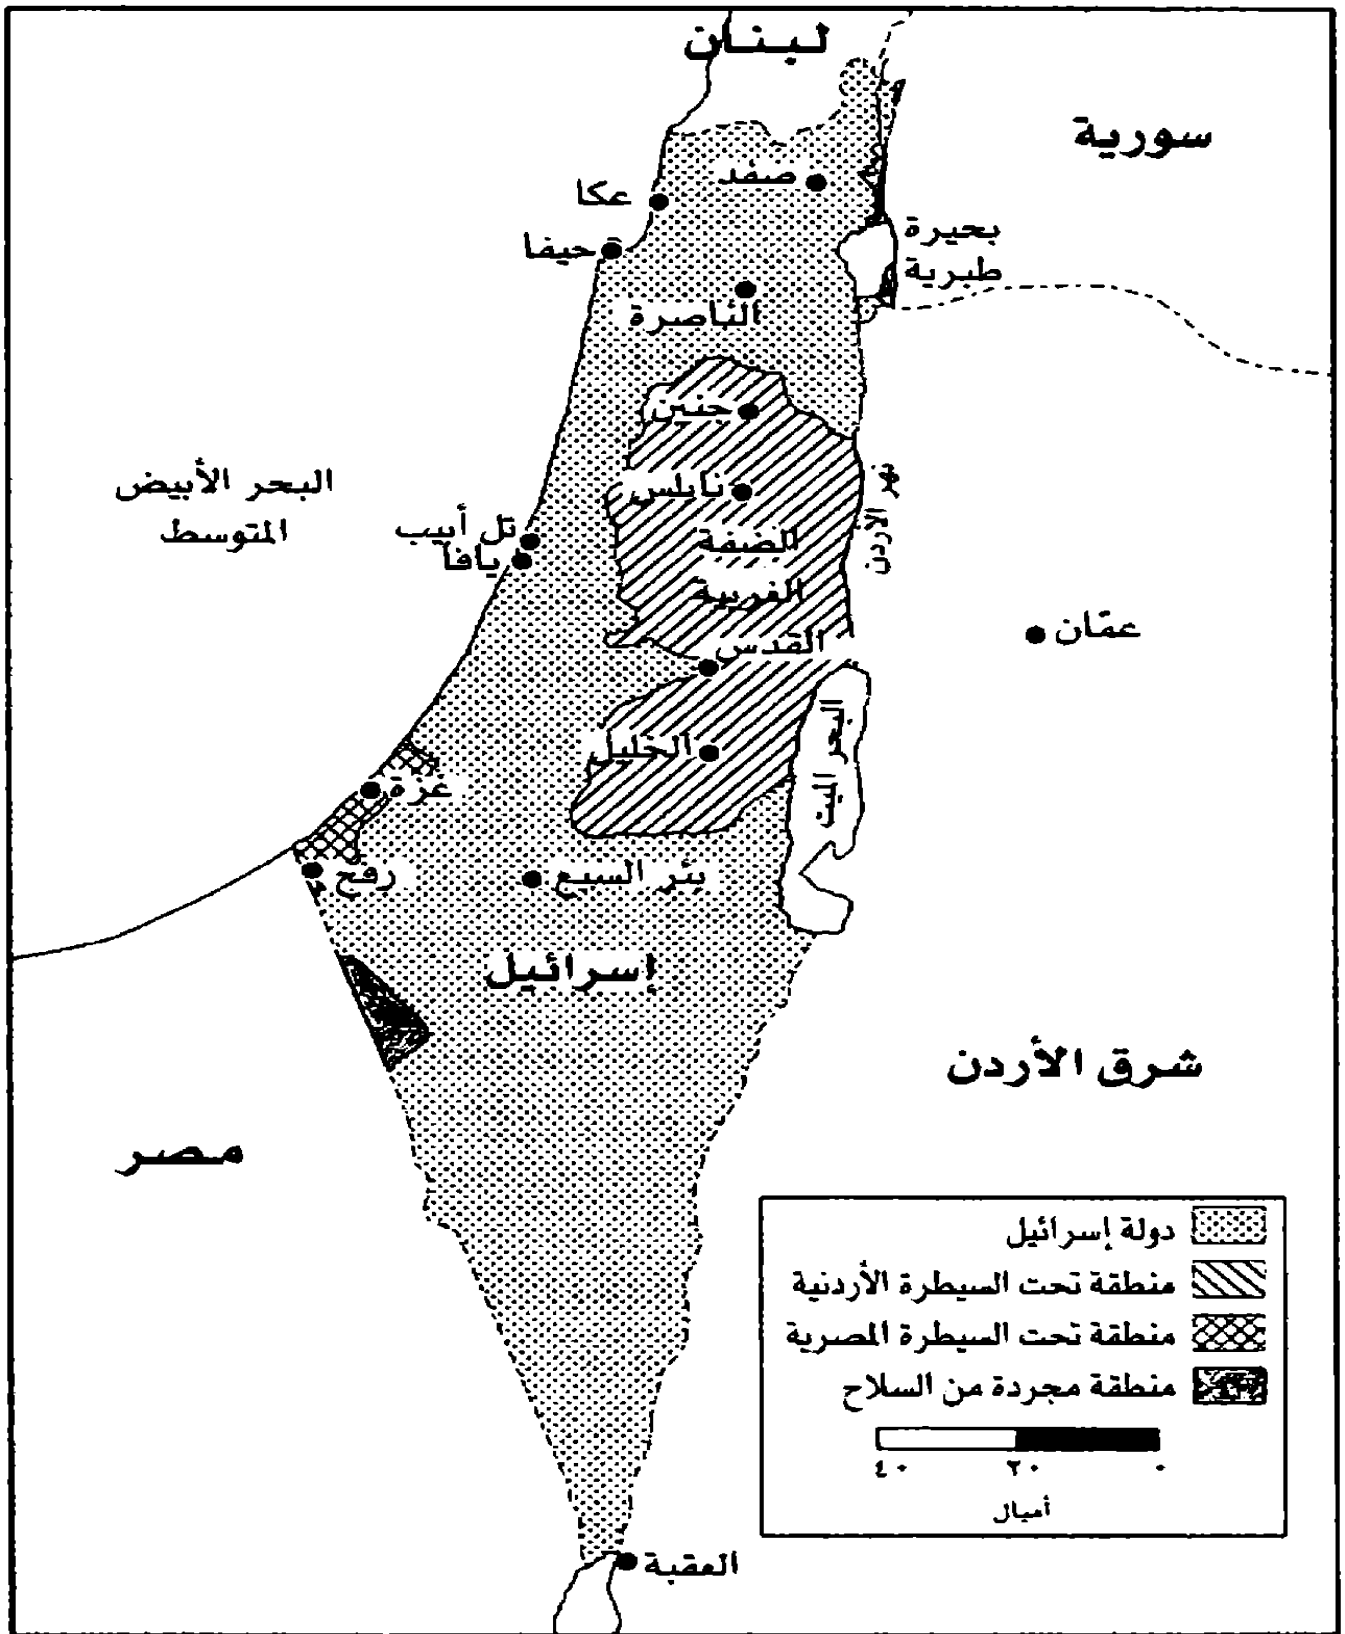 لبنان
سورية
صفد
عكا
حيفا
بحيرة
طبرية
الناصرة
جنين
نابلس
نهر الأردن
البحر الأبيض
المتوسط
تل أبيب
يافا
الضفة
الغربية
القدس
عمّان
البحر الميت
الخليل
غزة
رفح
بئر السبع
إسرائيل
شرق الأردن
مصر
دولة إسرائيل
منطقة تحت السيطرة الأردنية
منطقة تحت السيطرة المصرية
منطقة مجردة من السلاح
٤٠ ٢٠ ٠
أميال
العقبة